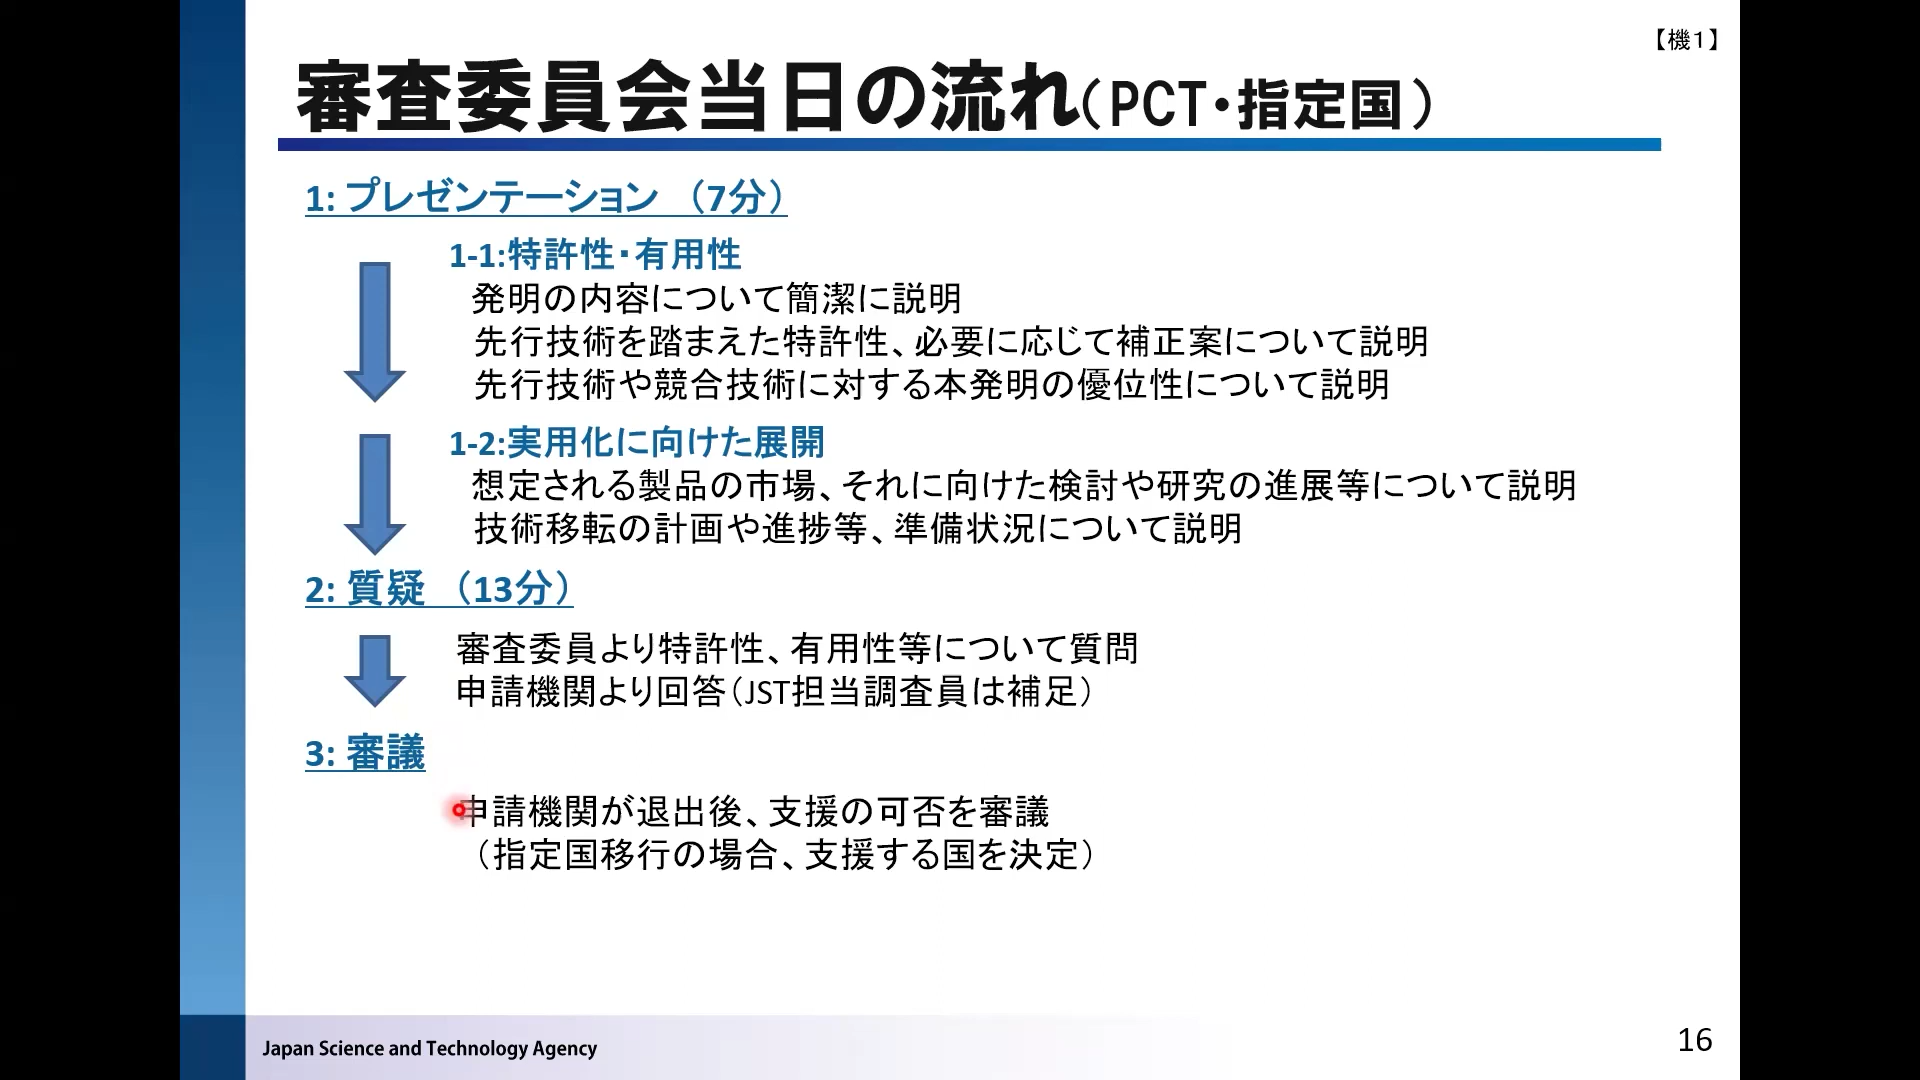 【機1】
審査委員会当日の流れ(PCT・指定国)
1: プレゼンテーション (7分)
1-1:特許性・有用性
発明の内容について簡潔に説明
先行技術を踏まえた特許性、必要に応じて補正案について説明
先行技術や競合技術に対する本発明の優位性について説明
1-2:実用化に向けた展開
想定される製品の市場、それに向けた検討や研究の進展等について説明
技術移転の計画や進捗等、準備状況について説明
2: 質疑 (13分)
審査委員より特許性、有用性等について質問
申請機関より回答(JST担当調査員は補足)
3: 審議
申請機関が退出後、支援の可否を審議
(指定国移行の場合、支援する国を決定)
Japan Science and Technology Agency
16